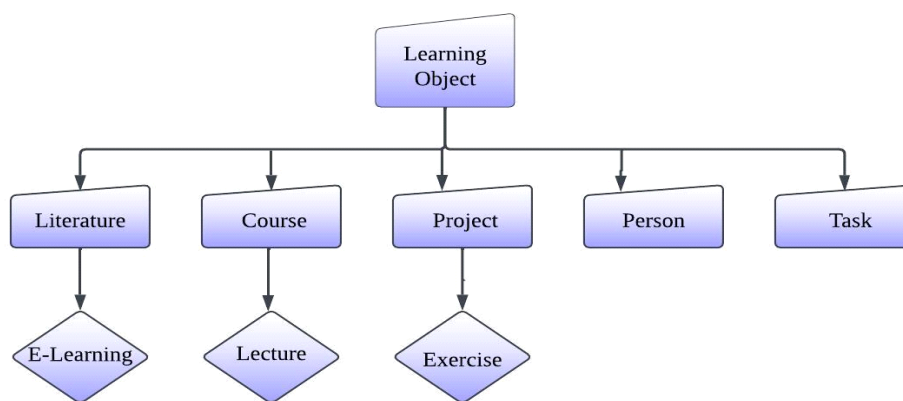 Learning
Object
Literature
Course
Project
Person
Task
E-Learning
Lecture
Exercise